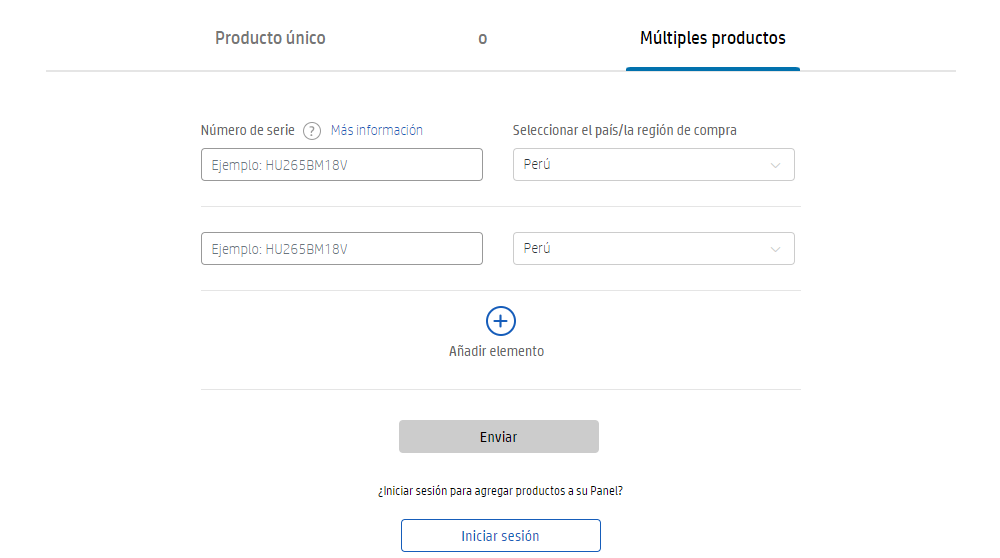 Producto único o Múltiples productos
Número de serie ? Más información Seleccionar el país/la región de compra
Ejemplo: HU265BM18V Perú
Ejemplo: HU265BM18V Perú
Añadir elemento
Enviar
¿Iniciar sesión para agregar productos a su Panel?
Iniciar sesión